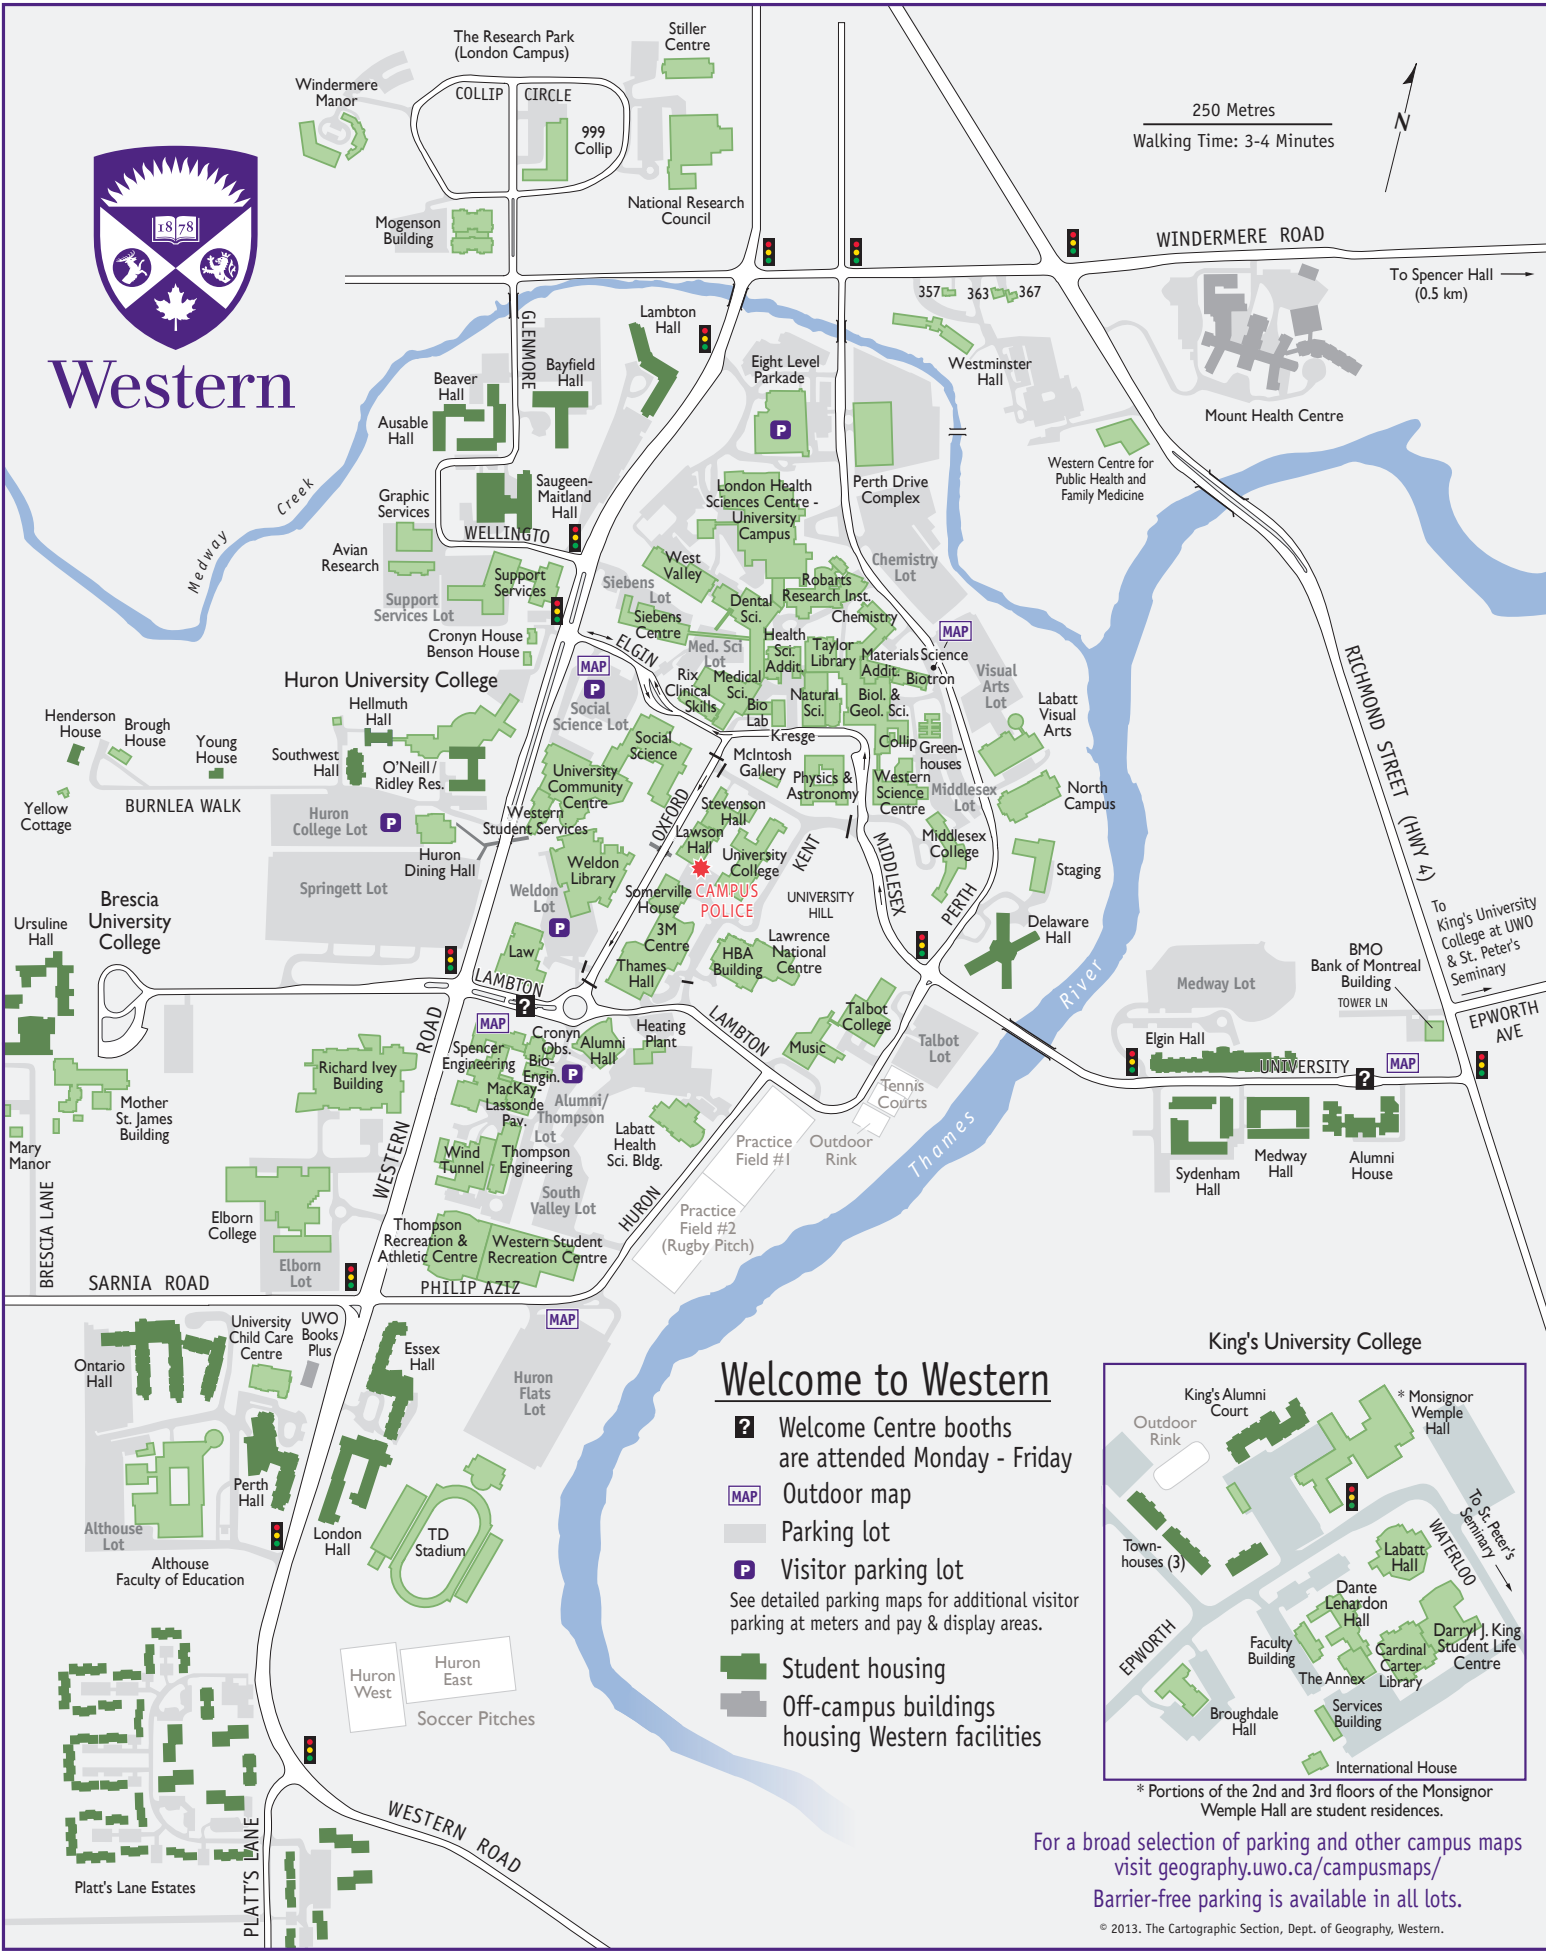 The Research Park
(London Campus)
Stiller
Centre
Windermere
Manor
COLLIP
CIRCLE
999
Collip
250 Metres
Walking Time: 3-4 Minutes
N
National Research
Council
Mogenson
Building
18 78
Western
WINDERMERE ROAD
To Spencer Hall
(0.5 km)
357
363
367
Lambton
Hall
GLENMORE
Bayfield
Hall
Beaver
Hall
Ausable
Hall
Eight Level
Parkade
P
Westminster
Hall
Mount Health Centre
Western Centre for
Public Health and
Family Medicine
Perth Drive
Complex
London Health
Sciences Centre -
University
Campus
Saugeen-
Maitland
Hall
Graphic
Services
WELLINGTO
Medway
Creek
Avian
Research
Support
Services
Support
Services Lot
Cronyn House
Benson House
West
Valley
Siebens
Lot
Siebens
Centre
Dental
Sci.
Robarts
Research Inst.
Chemistry
Chemistry
Lot
MAP
ELGIN
Med. Sci
Lot
Health
Sci.
Addit.
Taylor
Library
Materials Science
Addit.
Biotron
Visual
Arts
Lot
MAP
P
Social
Science Lot
Rix
Clinical
Skills
Medical
Sci.
Bio
Lab
Natural
Sci.
Biol. &
Geol. Sci.
Labatt
Visual
Arts
Huron University College
Hellmuth
Hall
Henderson
House
Brough
House
Young
House
Southwest
Hall
O'Neill/
Ridley Res.
Yellow
Cottage
BURNLEA WALK
Huron
College Lot
P
Huron
Dining Hall
Springett Lot
Social
Science
Kresge
Collip
Green-
houses
McIntosh
Gallery
Physics &
Astronomy
Western
Science
Centre
Middlesex
Lot
North
Campus
University
Community
Centre
Western
Student Services
OXFORD
Stevenson
Hall
Lawson
Hall
University
College
KENT
MIDDLESEX
Middlesex
College
Staging
PERTH
Weldon
Library
Weldon
Lot
P
Somerville
House
CAMPUS
POLICE
UNIVERSITY
HILL
3M
Centre
Law
Thames
Hall
HBA
Building
Lawrence
National
Centre
Delaware
Hall
RICHMOND STREET (HWY 4)
To
King's University
College at UWO
& St. Peter's
Seminary
Brescia
University
College
Ursuline
Hall
LAMBTON
?
MAP
Spencer
Engineering
Cronyn
Obs.
Bio-
Engin.
P
Alumni
Hall
Heating
Plant
LAMBTON
Music
Talbot
College
Talbot
Lot
River
Medway Lot
BMO
Bank of Montreal
Building
TOWER LN
EPWORTH
AVE
Elgin Hall
UNIVERSITY
MAP
?
Richard Ivey
Building
ROAD
MacKay-
Lassonde
Pav.
Alumni/
Thompson
Lot
Mother
St. James
Building
Mary
Manor
WESTERN
Wind
Tunnel
Thompson
Engineering
Labatt
Health
Sci. Bldg.
Tennis
Courts
Practice
Field #1
Outdoor
Rink
Thames
Sydenham
Hall
Medway
Hall
Alumni
House
BRESCIA LANE
Elborn
College
Elborn
Lot
South
Valley Lot
HURON
Practice
Field #2
(Rugby Pitch)
Thompson
Recreation &
Athletic Centre
Western Student
Recreation Centre
SARNIA ROAD
PHILIP AZIZ
MAP
University
Child Care
Centre
UWO
Books
Plus
Essex
Hall
Ontario
Hall
Huron
Flats
Lot
Perth
Hall
Althouse
Lot
Althouse
Faculty of Education
London
Hall
TD
Stadium
Huron
West
Huron
East
Soccer Pitches
WESTERN ROAD
PLATT'S LANE
Platt's Lane Estates
Welcome to Western
?
Welcome Centre booths
are attended Monday - Friday
MAP
Outdoor map
Parking lot
P
Visitor parking lot
See detailed parking maps for additional visitor
parking at meters and pay & display areas.
Student housing
Off-campus buildings
housing Western facilities
King's University College
King's Alumni
Court
* Monsignor
Wemple
Hall
Outdoor
Rink
To St. Peter's
Seminary
WATERLOO
Town-
houses (3)
Labatt
Hall
Dante
Lenardon
Hall
EPWORTH
Faculty
Building
The Annex
Cardinal
Carter
Library
Darryl J. King
Student Life
Centre
Broughdale
Hall
Services
Building
International House
* Portions of the 2nd and 3rd floors of the Monsignor
Wemple Hall are student residences.
For a broad selection of parking and other campus maps
visit geography.uwo.ca/campusmaps/
Barrier-free parking is available in all lots.
© 2013. The Cartographic Section, Dept. of Geography, Western.